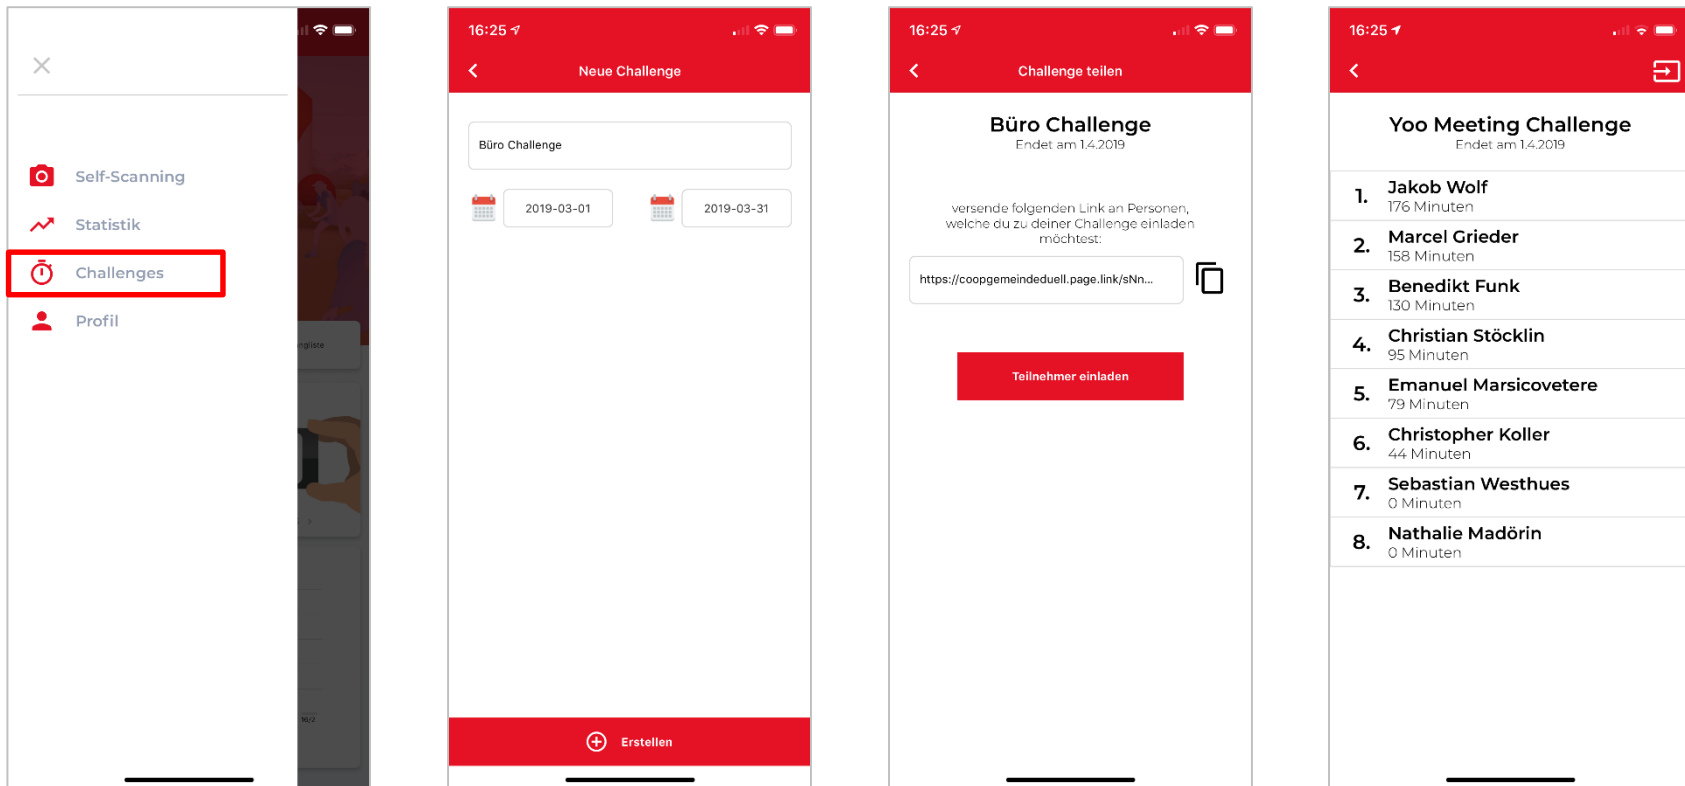 Self-Scanning
Statistik
Challenges
Profil
ngliste
16:25
Neue Challenge
Büro Challenge
2019-03-01
2019-03-31
Erstellen
16:25
Challenge teilen
Büro Challenge
Endet am 1.4.2019
versende folgenden Link an Personen,
welche du zu deiner Challenge einladen
möchtest:
https://coopgemeindeduell.page.link/sNn...
Teilnehmer einladen
16:25
Yoo Meeting Challenge
Endet am 1.4.2019
1. Jakob Wolf
176 Minuten
2. Marcel Grieder
158 Minuten
3. Benedikt Funk
130 Minuten
4. Christian Stöcklin
95 Minuten
5. Emanuel Marsicovetere
79 Minuten
6. Christopher Koller
44 Minuten
7. Sebastian Westhues
0 Minuten
8. Nathalie Madörin
0 Minuten